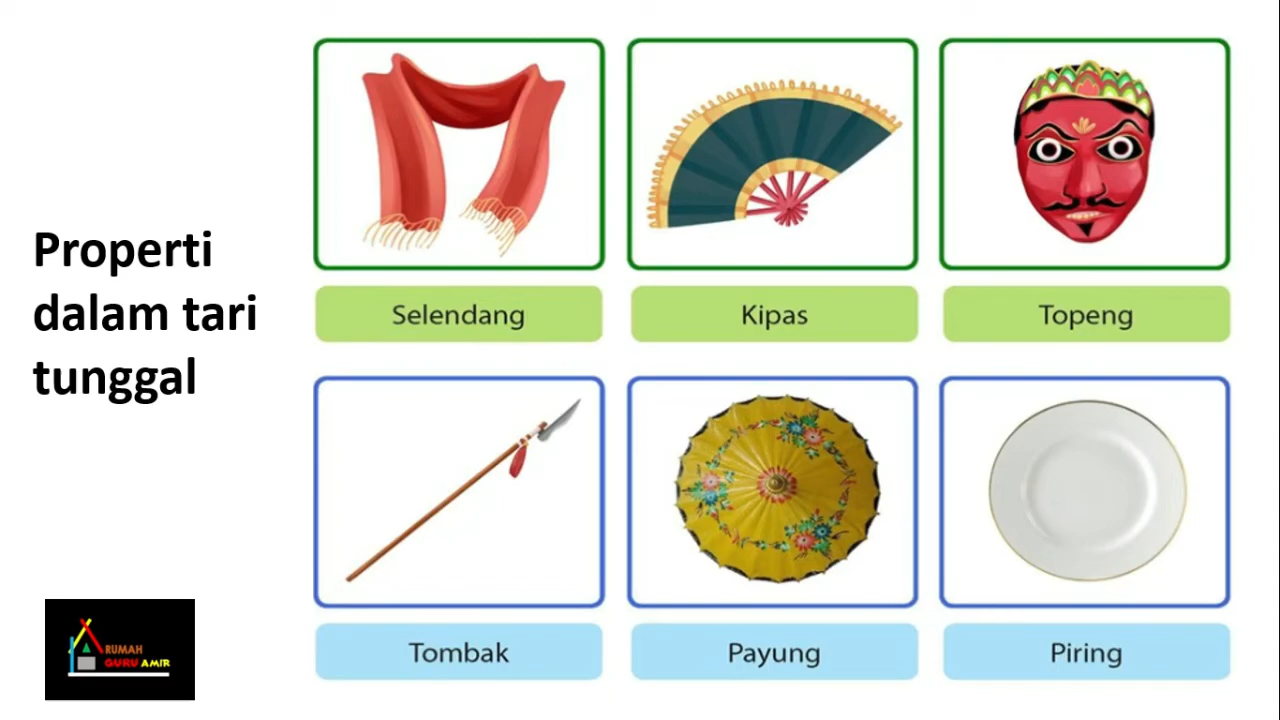 Properti
dalam tari
tunggal
Selendang
Kipas
Topeng
Tombak
Payung
Piring
RUMAH
GURU AMIR